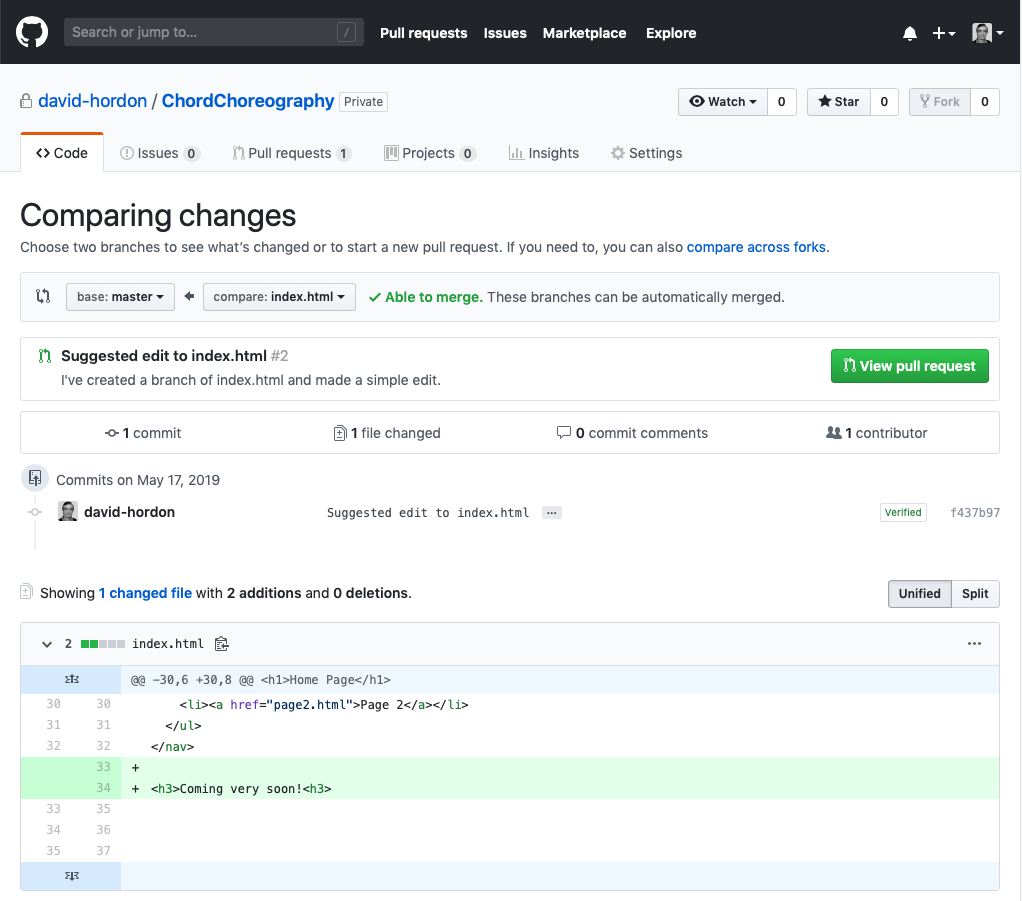 Search or jump to... /
Pull requests Issues Marketplace Explore
david-hordon / ChordChoreography Private
Watch 0 Star 0 Fork 0
Code Issues 0 Pull requests 1 Projects 0 Insights Settings
Comparing changes
Choose two branches to see what's changed or to start a new pull request. If you need to, you can also compare across forks.
base: master compare: index.html Able to merge. These branches can be automatically merged.
Suggested edit to index.html #2
I've created a branch of index.html and made a simple edit.
View pull request
1 commit 1 file changed 0 commit comments 1 contributor
Commits on May 17, 2019
david-hordon Suggested edit to index.html … Verified f437b97
Showing 1 changed file with 2 additions and 0 deletions.
Unified Split
2 index.html
@@ -30,6 +30,8 @@ <h1>Home Page</h1>
30 30 <li><a href="page2.html">Page 2</a></li>
31 31 </ul>
32 32 </nav>
33 +
34 + <h3>Coming very soon!<h3>
33 35
34 36
35 37